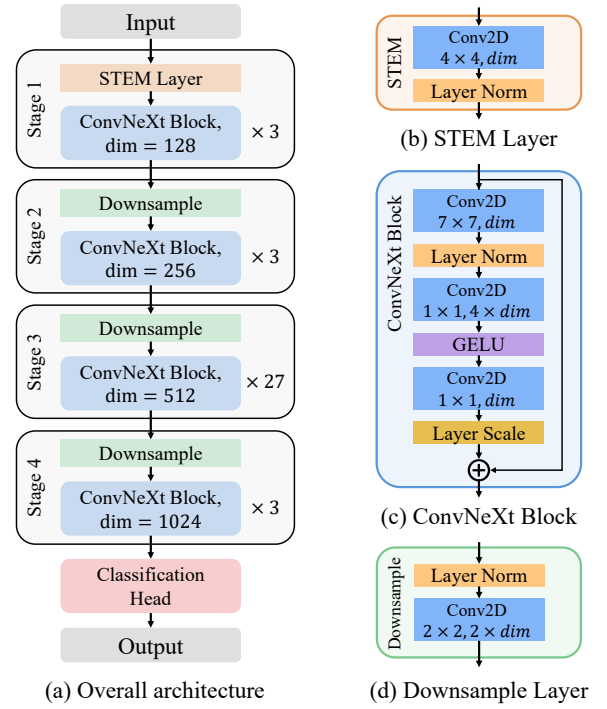 Input
Stage 1
STEM Layer
ConvNeXt Block,
dim = 128
× 3
Stage 2
Downsample
ConvNeXt Block,
dim = 256
× 3
Stage 3
Downsample
ConvNeXt Block,
dim = 512
× 27
Stage 4
Downsample
ConvNeXt Block,
dim = 1024
× 3
Classification
Head
Output
(a) Overall architecture
STEM
Conv2D
4 × 4, dim
Layer Norm
(b) STEM Layer
ConvNeXt Block
Conv2D
7 × 7, dim
Layer Norm
Conv2D
1 × 1, 4 × dim
GELU
Conv2D
1 × 1, dim
Layer Scale
+
(c) ConvNeXt Block
Downsample
Layer Norm
Conv2D
2 × 2, 2 × dim
(d) Downsample Layer